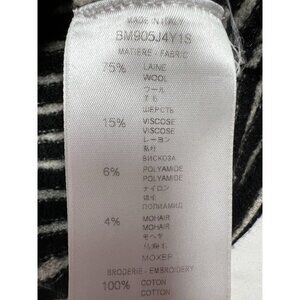 MADE IN ITALY
BM905J4Y1S
MATIERE - FABRIC
75% LAINE
WOOL
ウール
ШЕРСТЬ
15% VISCOSE
VISCOSE
レーヨン
ВИСКОЗА
6% POLYAMIDE
POLYAMIDE
ナイロン
ПОЛИАМИД
4% MOHAIR
MOHAIR
モヘヤ
МОХЕР
BRODERIE - EMBROIDERY
100% COTON
COTTON